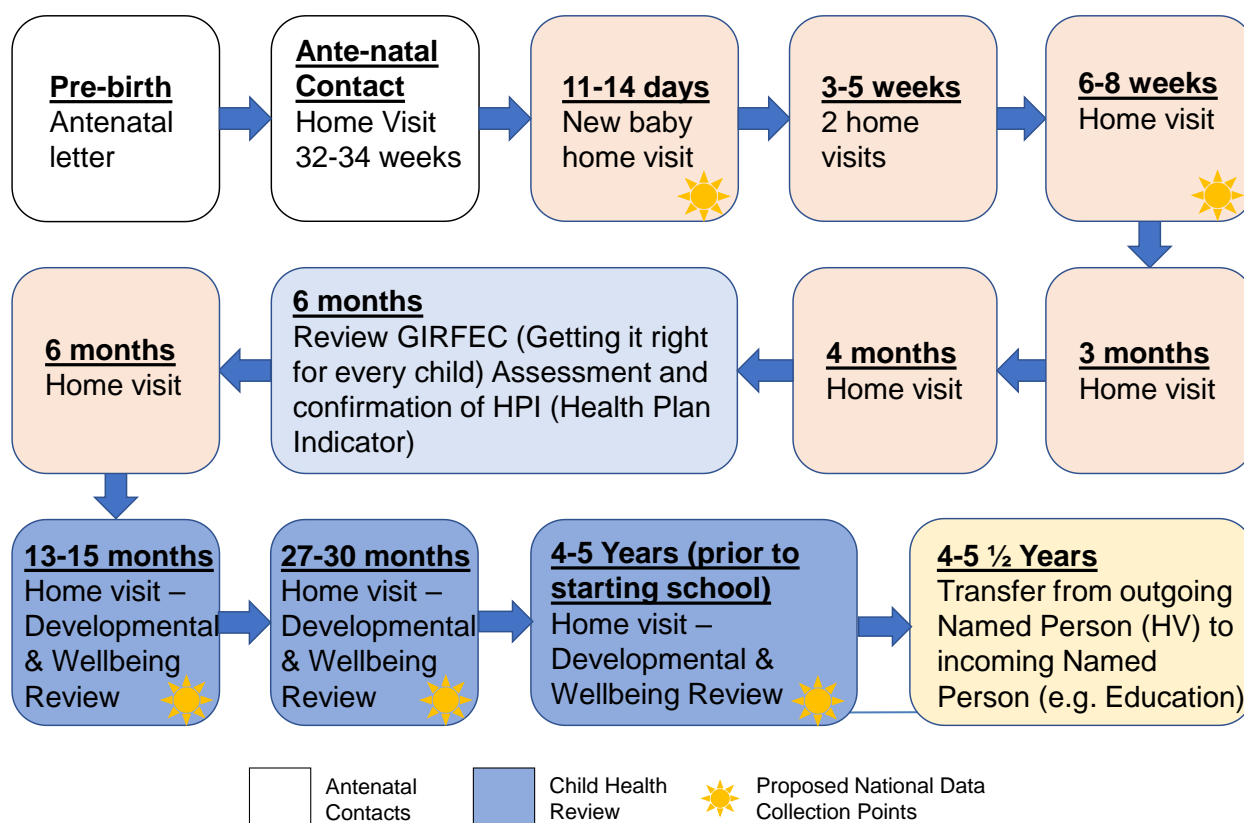 Pre-birth
Antenatal
letter
Ante-natal
Contact
Home Visit
32-34 weeks
11-14 days
New baby
home visit
3-5 weeks
2 home
visits
6-8 weeks
Home visit
3 months
Home visit
4 months
Home visit
6 months
Review GIRFEC (Getting it right
for every child) Assessment and
confirmation of HPI (Health Plan
Indicator)
6 months
Home visit
13-15 months
Home visit –
Developmental
& Wellbeing
Review
27-30 months
Home visit –
Developmental
& Wellbeing
Review
4-5 Years (prior to
starting school)
Home visit –
Developmental &
Wellbeing Review
4-5 ½ Years
Transfer from outgoing
Named Person (HV) to
incoming Named
Person (e.g. Education)
Antenatal
Contacts
Child Health
Review
Proposed National Data
Collection Points